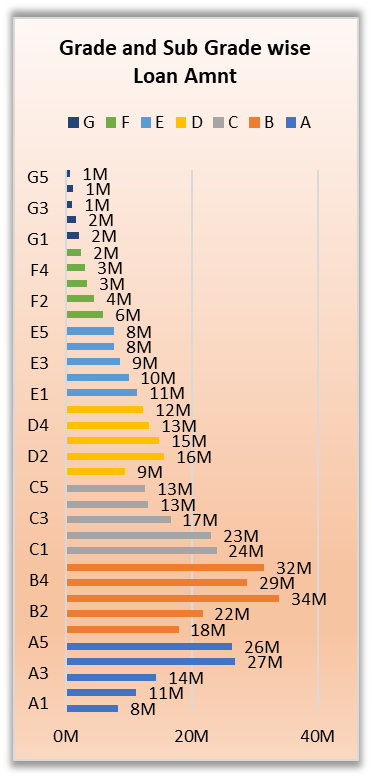 Grade and Sub Grade wise
Loan Amnt
G F E D C B A
G5 1M
1M
G3 1M
2M
G1 2M
2M
F4 3M
3M
F2 4M
6M
E5 8M
8M
E3 9M
10M
E1 11M
12M
D4 13M
15M
D2 16M
9M
C5 13M
13M
C3 17M
23M
C1 24M
32M
B4 29M
34M
B2 22M
18M
A5 26M
27M
A3 14M
11M
A1 8M
0M 20M 40M